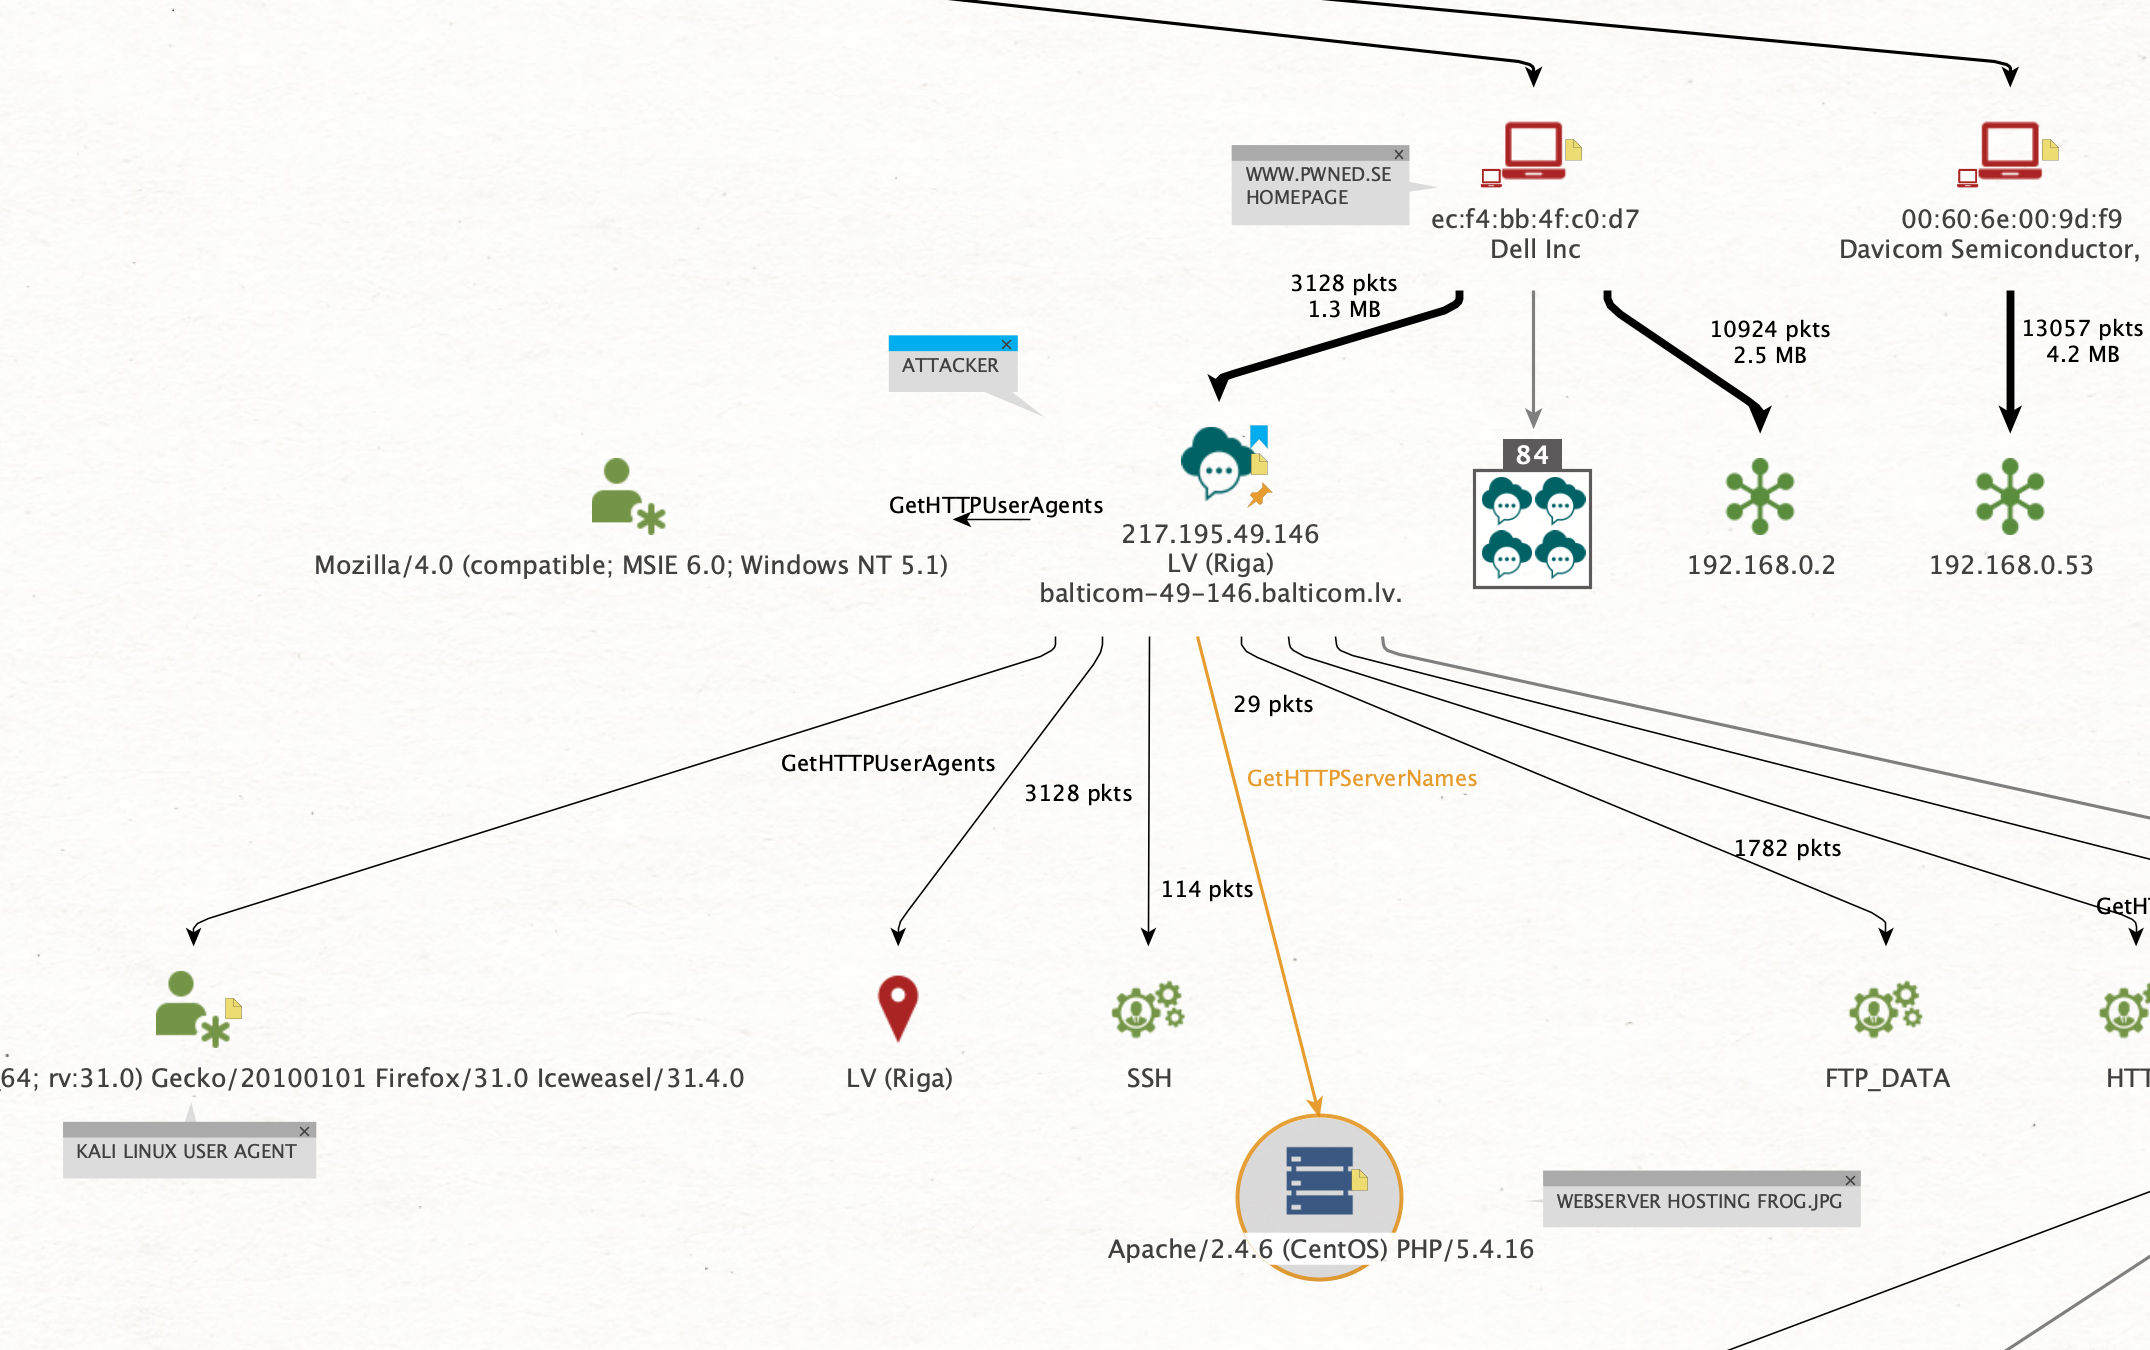 WWW.PWNED.SE
HOMEPAGE
ec:f4:bb:4f:c0:d7
Dell Inc
00:60:6e:00:9d:f9
Davicom Semiconductor,
3128 pkts
1.3 MB
10924 pkts
2.5 MB
13057 pkts
4.2 MB
ATTACKER
84
GetHTTPUserAgents
217.195.49.146
LV (Riga)
balticom-49-146.balticom.lv.
Mozilla/4.0 (compatible; MSIE 6.0; Windows NT 5.1)
192.168.0.2
192.168.0.53
29 pkts
GetHTTPUserAgents
GetHTTPServerNames
3128 pkts
1782 pkts
114 pkts
GetHT
64; rv:31.0) Gecko/20100101 Firefox/31.0 Iceweasel/31.4.0
LV (Riga)
SSH
FTP_DATA
HTT
KALI LINUX USER AGENT
WEBSERVER HOSTING FROG.JPG
Apache/2.4.6 (CentOS) PHP/5.4.16